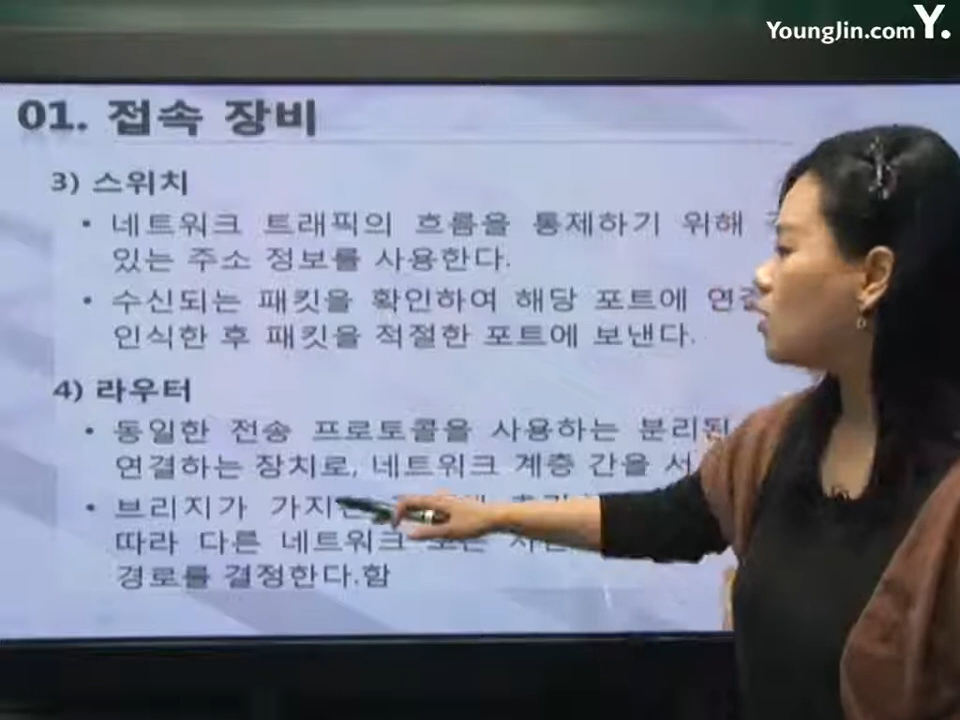 YoungJin.com Y.
01. 접속 장비
3) 스위치
• 네트워크 트래픽의 흐름을 통제하기 위해
있는 주소 정보를 사용한다.
• 수신되는 패킷을 확인하여 해당 포트에
인식한 후 패킷을 적절한 포트에 보낸다.
4) 라우터
• 동일한 전송 프로토콜을 사용하는 분리된
연결하는 장치로, 네트워크 계층 간을
• 브리지가
따라 다른 네트워크 또는
경로를 결정한다.함